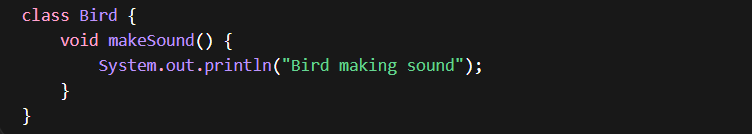 class Bird {
    void makeSound() {
        System.out.println("Bird making sound");
    }
}